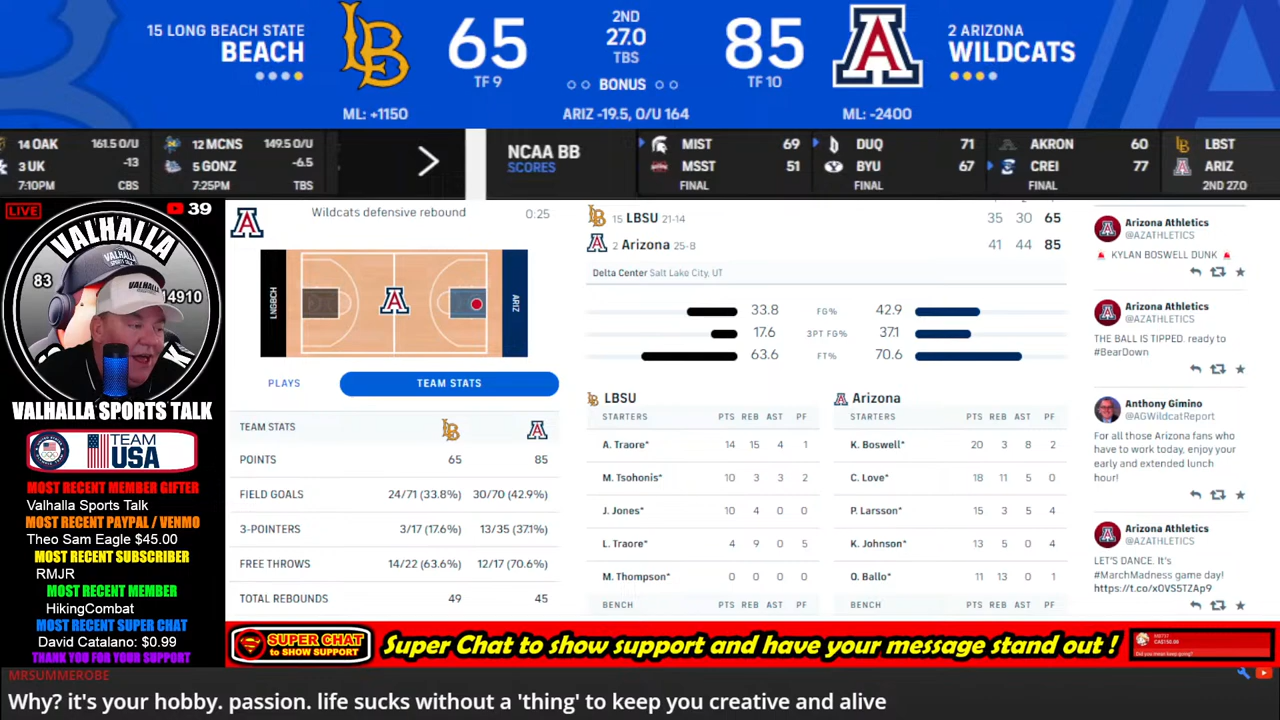 15 LONG BEACH STATE
BEACH
LB
65
TF 9
2ND
27.0
TBS
BONUS
85
TF 10
A
2 ARIZONA
WILDCATS
ML: +1150
ARIZ -19.5, O/U 164
ML: -2400
14 OAK 161.5 O/U
3 UK -13
7:10PM CBS
12 MCNS 149.5 O/U
5 GONZ -6.5
7:25PM TBS
NCAA BB
SCORES
MIST 69
MSST 51
FINAL
DUQ 71
BYU 67
FINAL
AKRON 60
CREI 77
FINAL
LBST
ARIZ
2ND 27.0
LIVE
39
VALHALLA
83
14910
VALHALLA
VALHALLA SPORTS TALK
TEAM
USA
MOST RECENT MEMBER GIFTER
Valhalla Sports Talk
MOST RECENT PAYPAL / VENMO
Theo Sam Eagle $45.00
MOST RECENT SUBSCRIBER
RMJR
MOST RECENT MEMBER
HikingCombat
MOST RECENT SUPER CHAT
David Catalano: $0.99
THANK YOU FOR YOUR SUPPORT
A
Wildcats defensive rebound 0:25
LNGBCH
A
ARIZ
PLAYS
TEAM STATS
TEAM STATS LB A
POINTS 65 85
FIELD GOALS 24/71 (33.8%) 30/70 (42.9%)
3-POINTERS 3/17 (17.6%) 13/35 (37.1%)
FREE THROWS 14/22 (63.6%) 12/17 (70.6%)
TOTAL REBOUNDS 49 45
15 LBSU 21-14 35 30 65
2 Arizona 25-8 41 44 85
Delta Center Salt Lake City, UT
33.8 FG% 42.9
17.6 3PT FG% 37.1
63.6 FT% 70.6
LBSU
STARTERS PTS REB AST PF
A. Traore* 14 15 4 1
M. Tsohonis* 10 3 3 2
J. Jones* 10 4 0 0
L. Traore* 4 9 0 5
M. Thompson* 0 0 0 0
BENCH PTS REB AST PF
Arizona
STARTERS PTS REB AST PF
K. Boswell* 20 3 8 2
C. Love* 18 11 5 0
P. Larsson* 15 3 5 4
K. Johnson* 13 5 0 4
O. Ballo* 11 13 0 1
BENCH PTS REB AST PF
Arizona Athletics
@AZATHLETICS
KYLAN BOSWELL DUNK
Arizona Athletics
@AZATHLETICS
THE BALL IS TIPPED. ready to
#BearDown
Anthony Gimino
@AGWildcatReport
For all those Arizona fans who
have to work today, enjoy your
early and extended lunch
hour!
Arizona Athletics
@AZATHLETICS
LET'S DANCE. It's
#MarchMadness game day!
https://t.co/xOVS5TZAp9
SUPER CHAT
to SHOW SUPPORT
Super Chat to show support and have your message stand out !
MRSUMMEROBE
Why? it's your hobby. passion. life sucks without a 'thing' to keep you creative and alive